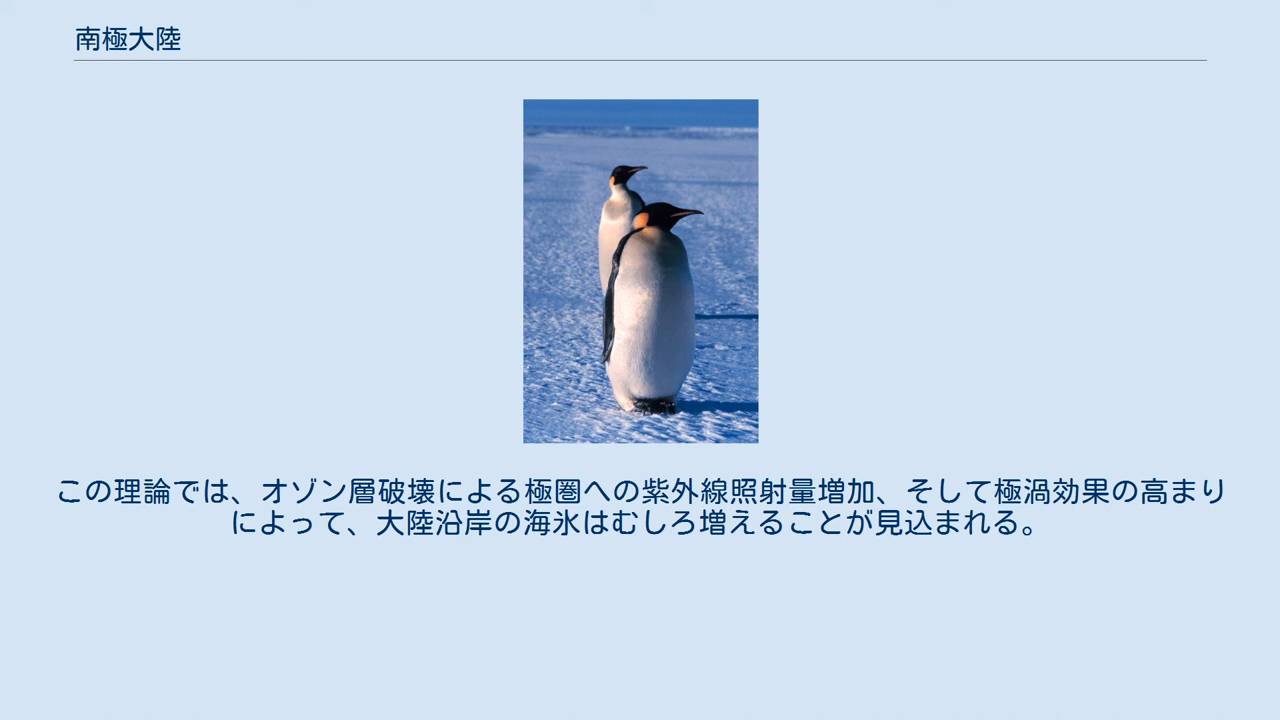 南極大陸
この理論では、オゾン層破壊による極圏への紫外線照射量増加、そして極渦効果の高まり
によって、大陸沿岸の海氷はむしろ増えることが見込まれる。